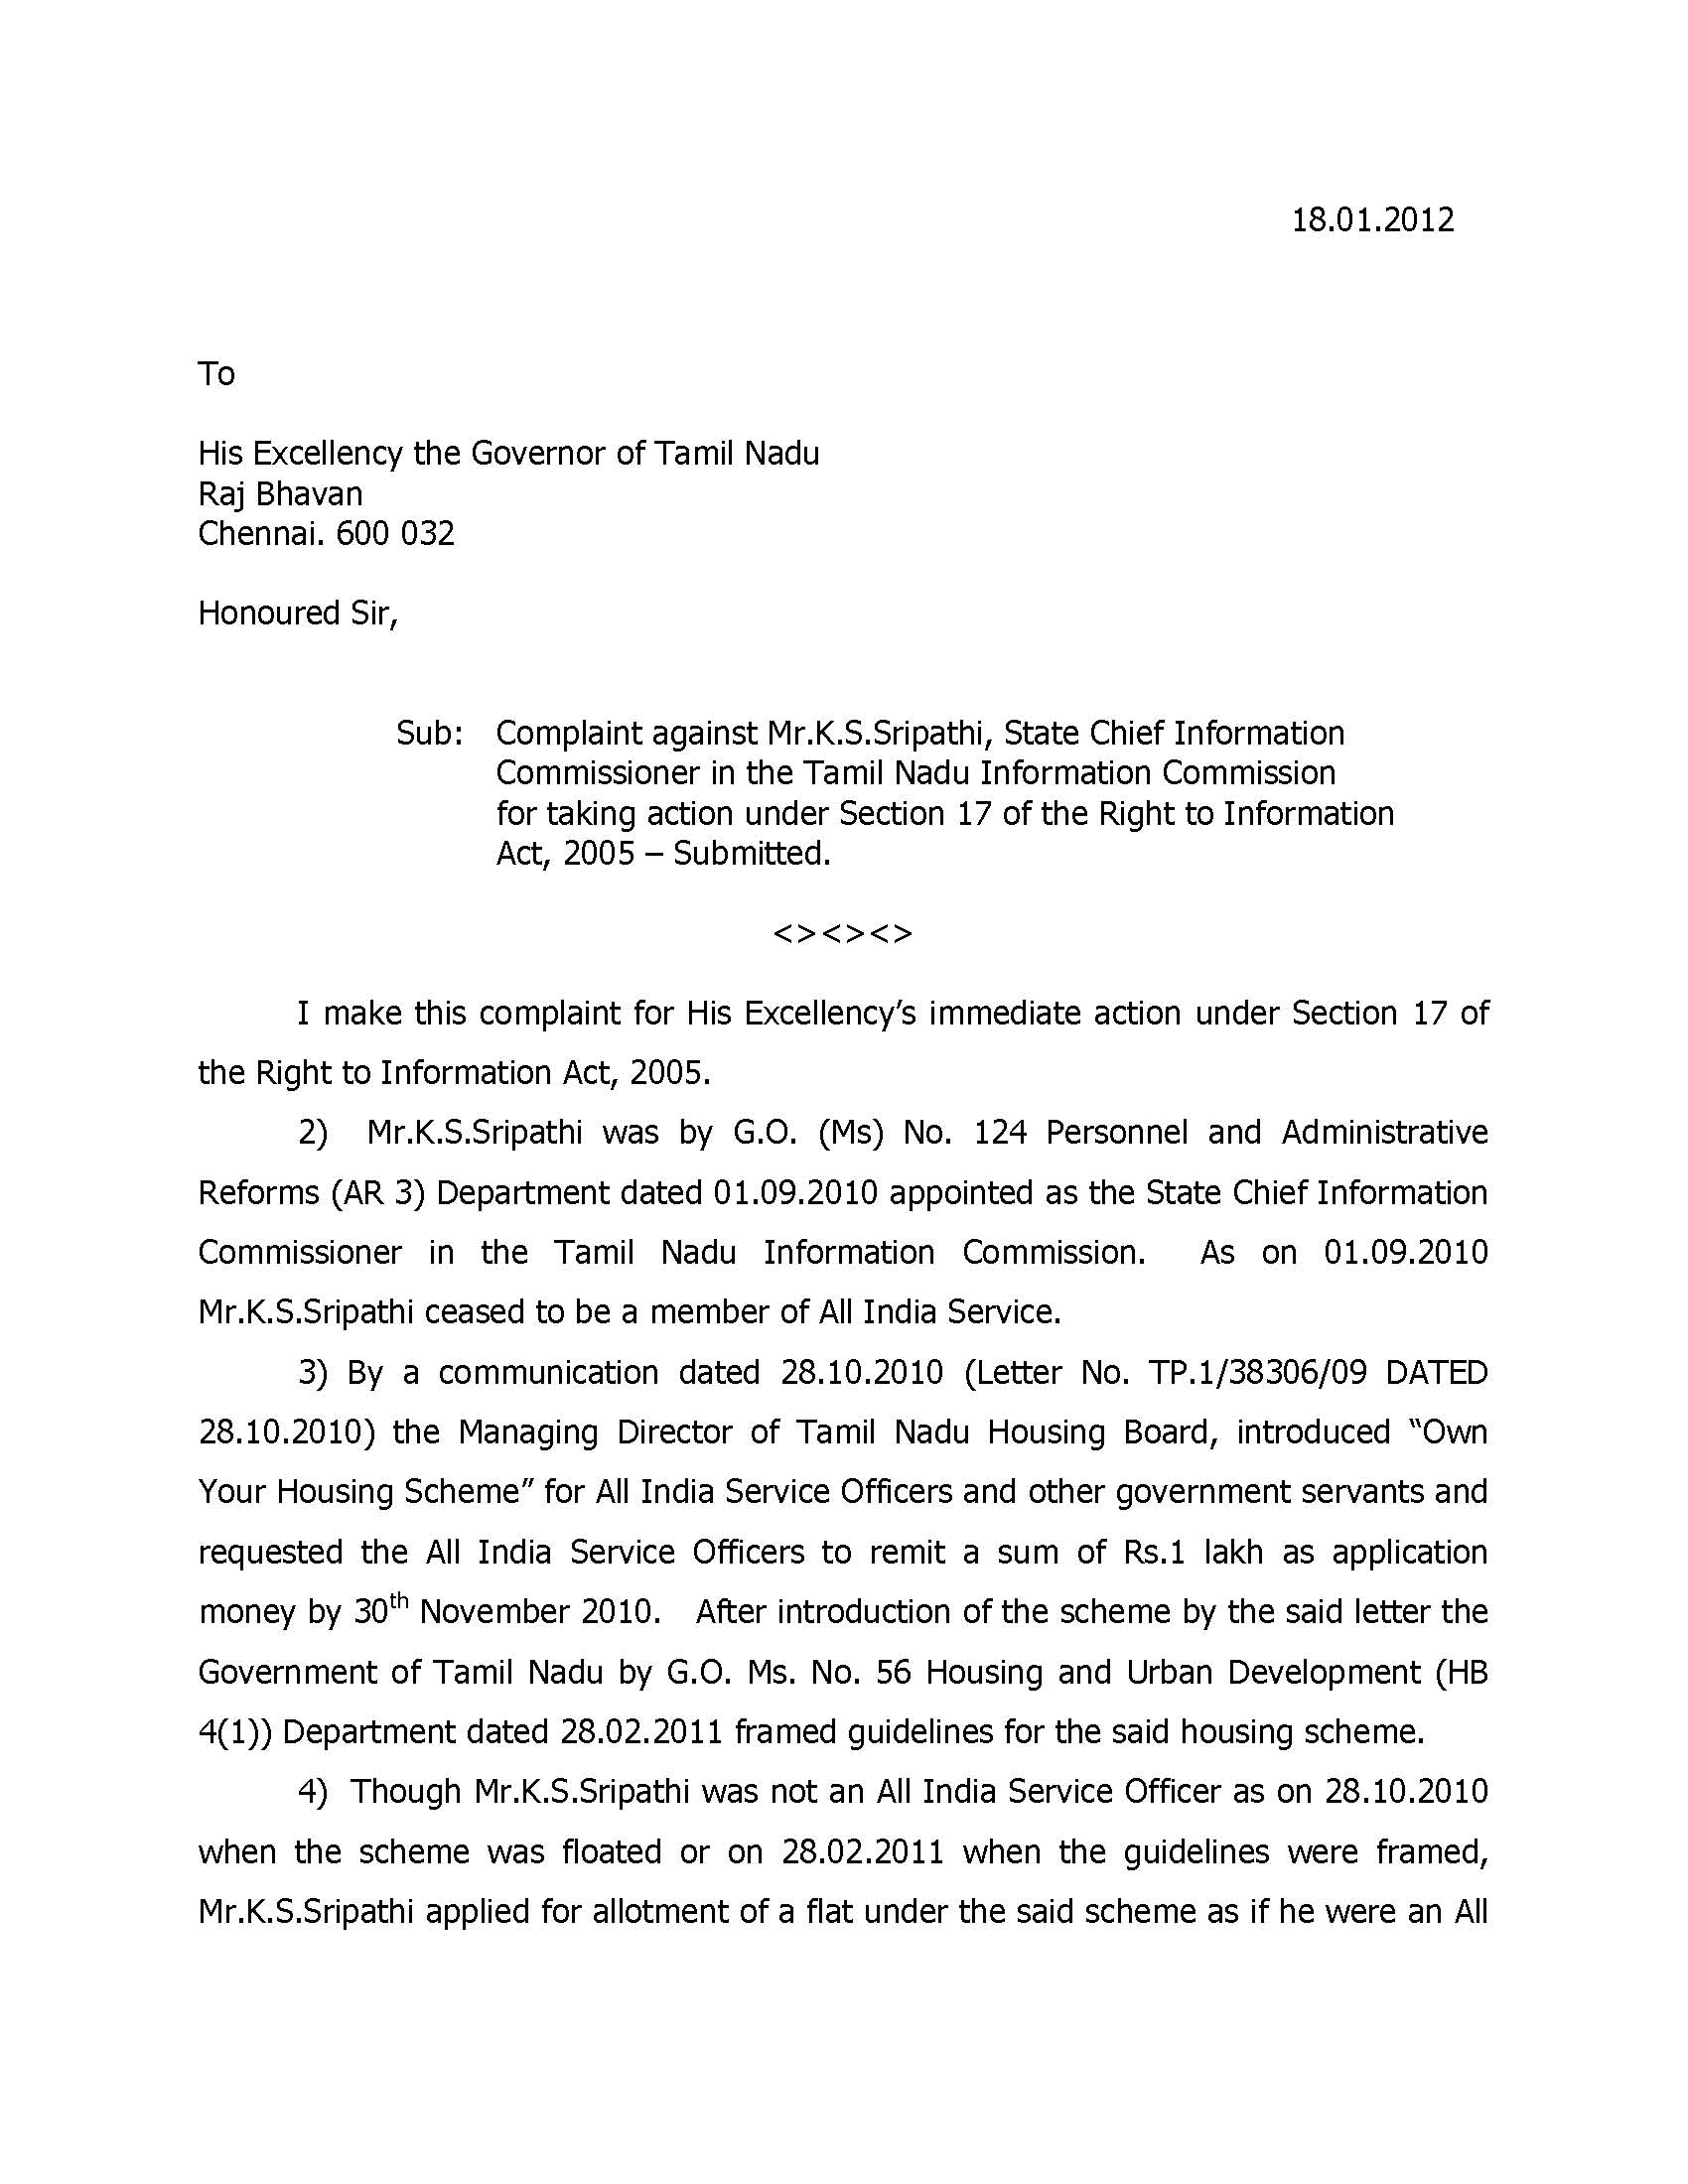 18.01.2012
To
His Excellency the Governor of Tamil Nadu
Raj Bhavan
Chennai. 600 032
Honoured Sir,
Sub: Complaint against Mr.K.S.Sripathi, State Chief Information
Commissioner in the Tamil Nadu Information Commission
for taking action under Section 17 of the Right to Information
Act, 2005 – Submitted.
<><><>
I make this complaint for His Excellency’s immediate action under Section 17 of
the Right to Information Act, 2005.
2) Mr.K.S.Sripathi was by G.O. (Ms) No. 124 Personnel and Administrative
Reforms (AR 3) Department dated 01.09.2010 appointed as the State Chief Information
Commissioner in the Tamil Nadu Information Commission. As on 01.09.2010
Mr.K.S.Sripathi ceased to be a member of All India Service.
3) By a communication dated 28.10.2010 (Letter No. TP.1/38306/09 DATED
28.10.2010) the Managing Director of Tamil Nadu Housing Board, introduced “Own
Your Housing Scheme” for All India Service Officers and other government servants and
requested the All India Service Officers to remit a sum of Rs.1 lakh as application
money by 30th November 2010. After introduction of the scheme by the said letter the
Government of Tamil Nadu by G.O. Ms. No. 56 Housing and Urban Development (HB
4(1)) Department dated 28.02.2011 framed guidelines for the said housing scheme.
4) Though Mr.K.S.Sripathi was not an All India Service Officer as on 28.10.2010
when the scheme was floated or on 28.02.2011 when the guidelines were framed,
Mr.K.S.Sripathi applied for allotment of a flat under the said scheme as if he were an All